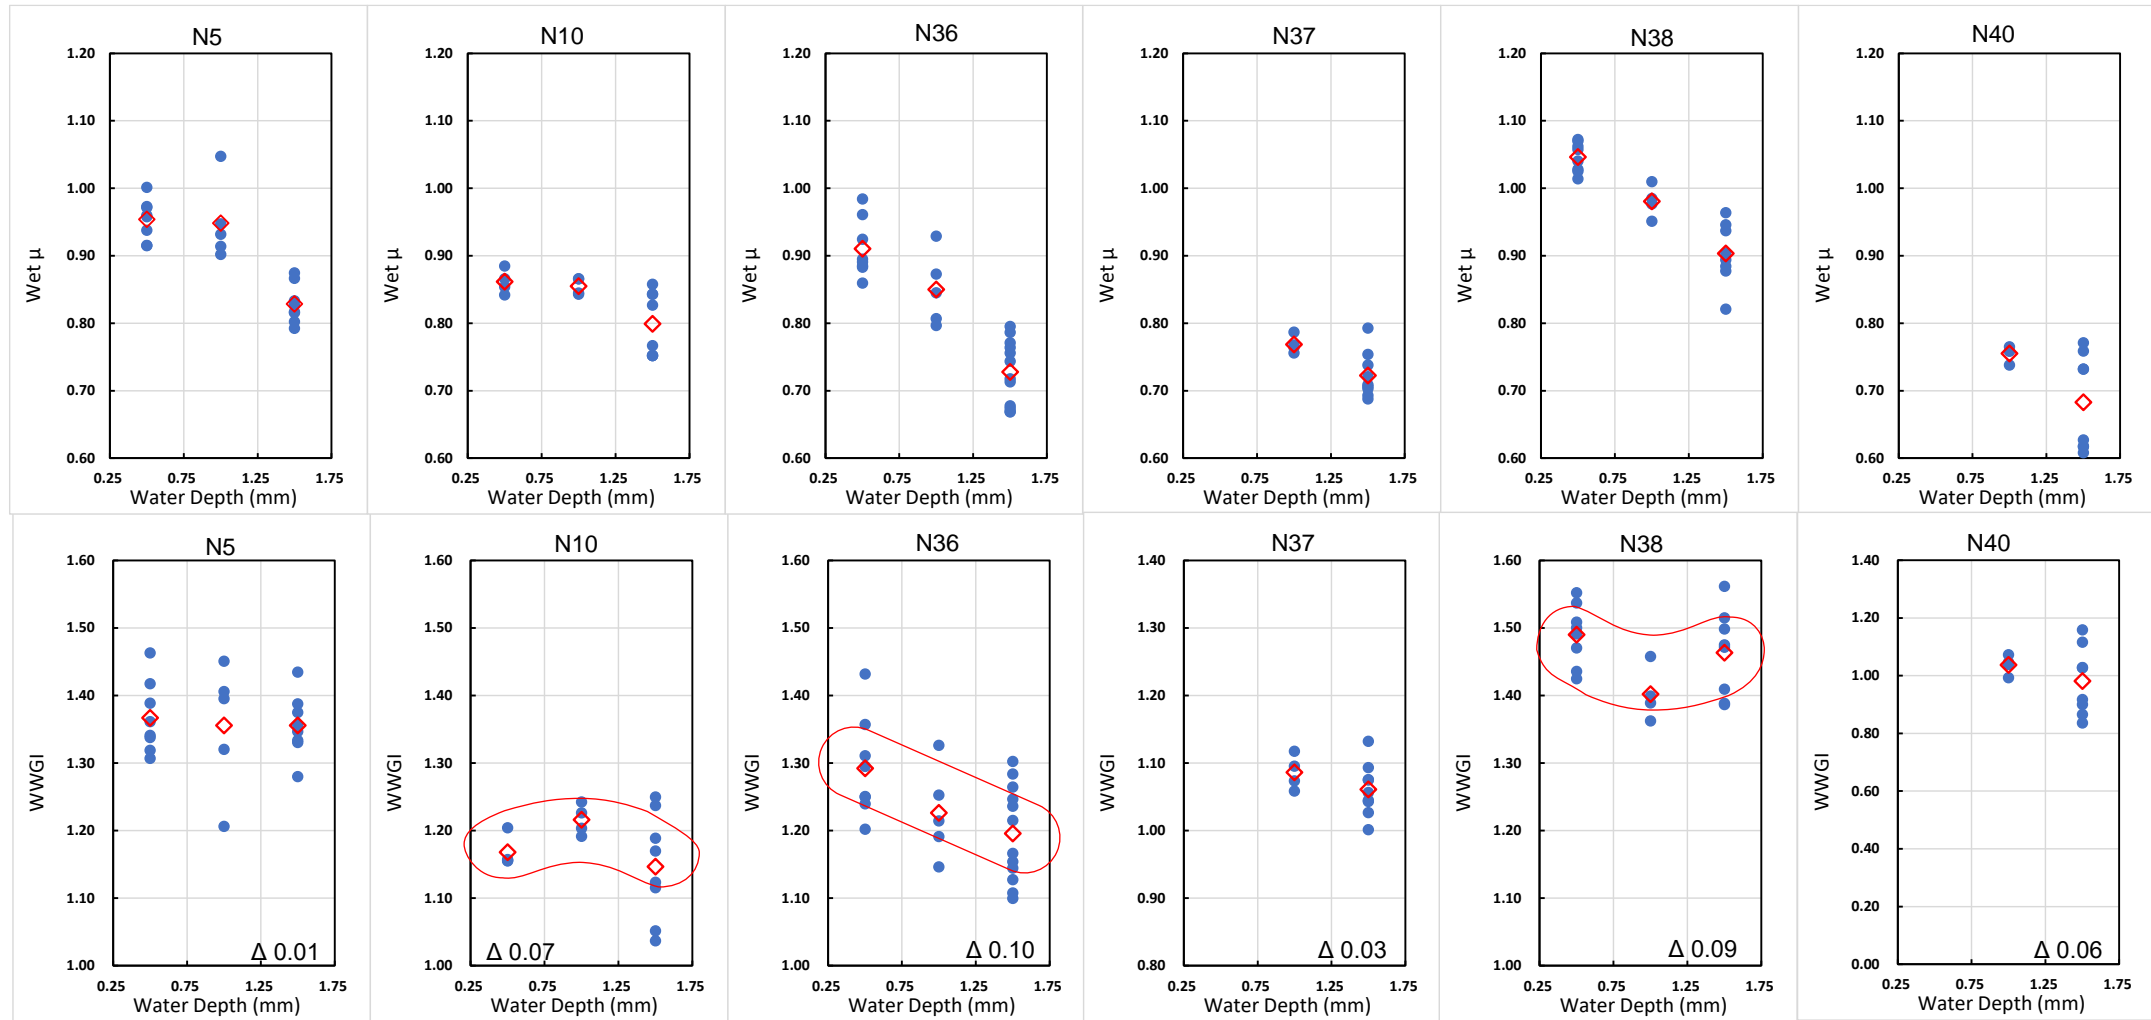 N5
N10
N36
N37
N38
N40
1.20 1.20 1.20 1.20 1.20 1.20
1.10 1.10 1.10 1.10 1.10 1.10
1.00 1.00 1.00 1.00 1.00 1.00
Wet μ Wet μ Wet μ Wet μ Wet μ Wet μ
0.90 0.90 0.90 0.90 0.90 0.90
0.80 0.80 0.80 0.80 0.80 0.80
0.70 0.70 0.70 0.70 0.70 0.70
0.60 0.60 0.60 0.60 0.60 0.60
0.25 0.75 1.25 1.75 0.25 0.75 1.25 1.75 0.25 0.75 1.25 1.75 0.25 0.75 1.25 1.75 0.25 0.75 1.25 1.75 0.25 0.75 1.25 1.75
Water Depth (mm) Water Depth (mm) Water Depth (mm) Water Depth (mm) Water Depth (mm) Water Depth (mm)
N5
1.60
1.50
1.40
1.30
1.20
1.10
1.00
WWGI
Δ 0.01
0.25 0.75 1.25 1.75
Water Depth (mm)
N10
1.60
1.50
1.40
1.30
1.20
1.10
1.00
WWGI
Δ 0.07
0.25 0.75 1.25 1.75
Water Depth (mm)
N36
1.60
1.50
1.40
1.30
1.20
1.10
1.00
WWGI
Δ 0.10
0.25 0.75 1.25 1.75
Water Depth (mm)
N37
1.40
1.30
1.20
1.10
1.00
0.90
0.80
WWGI
Δ 0.03
0.25 0.75 1.25 1.75
Water Depth (mm)
N38
1.60
1.50
1.40
1.30
1.20
1.10
1.00
WWGI
Δ 0.09
0.25 0.75 1.25 1.75
Water Depth (mm)
N40
1.40
1.20
1.00
0.80
0.60
0.40
0.20
0.00
WWGI
Δ 0.06
0.25 0.75 1.25 1.75
Water Depth (mm)